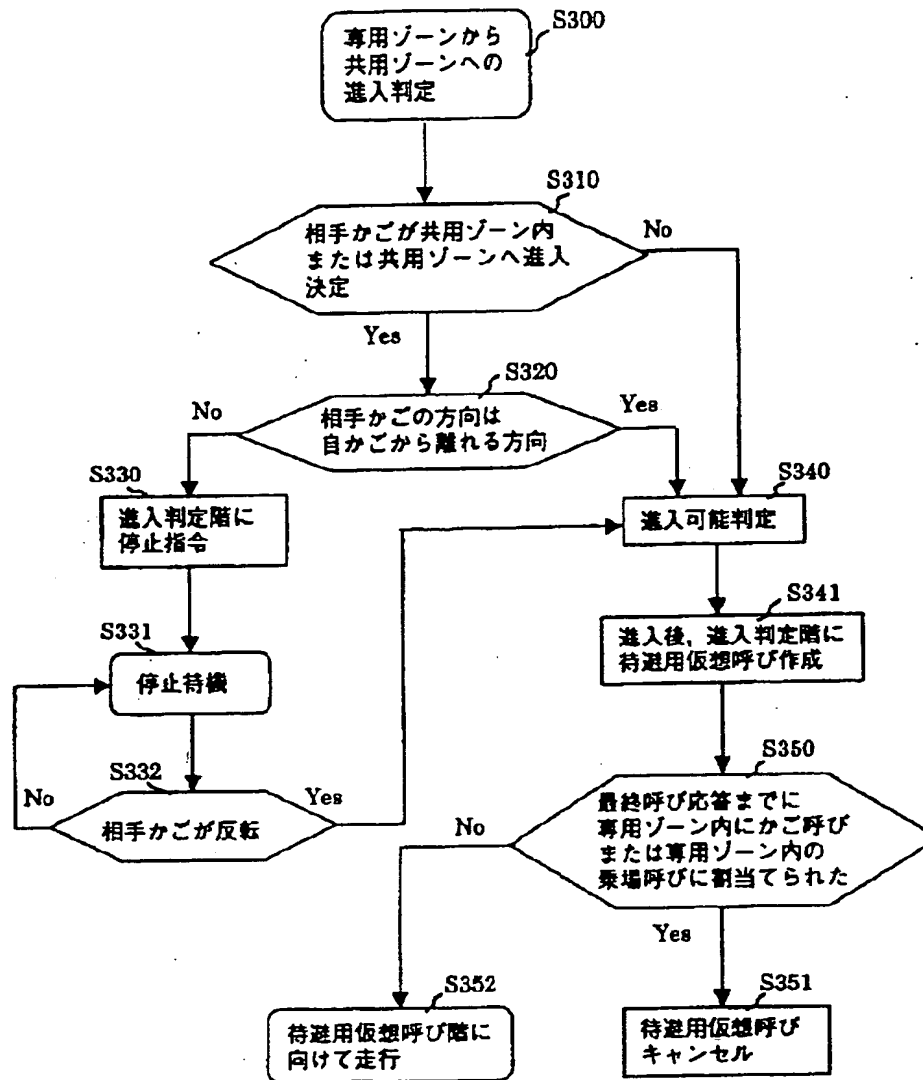 S300
専用ゾーンから
共用ゾーンへの
進入判定
S310
相手かごが共用ゾーン内
または共用ゾーンへ進入
決定
No
Yes
S320
相手かごの方向は
自かごから離れる方向
No
Yes
S330
進入判定階に
停止指令
S340
進入可能判定
S331
停止待機
S341
進入後,進入判定階に
待避用仮想呼び作成
S332
相手かごが反転
No
Yes
S350
最終呼び応答までに
専用ゾーン内にかご呼び
または専用ゾーン内の
乗場呼びに割当てられた
No
Yes
S352
待避用仮想呼び階に
向けて走行
S351
待避用仮想呼び
キャンセル